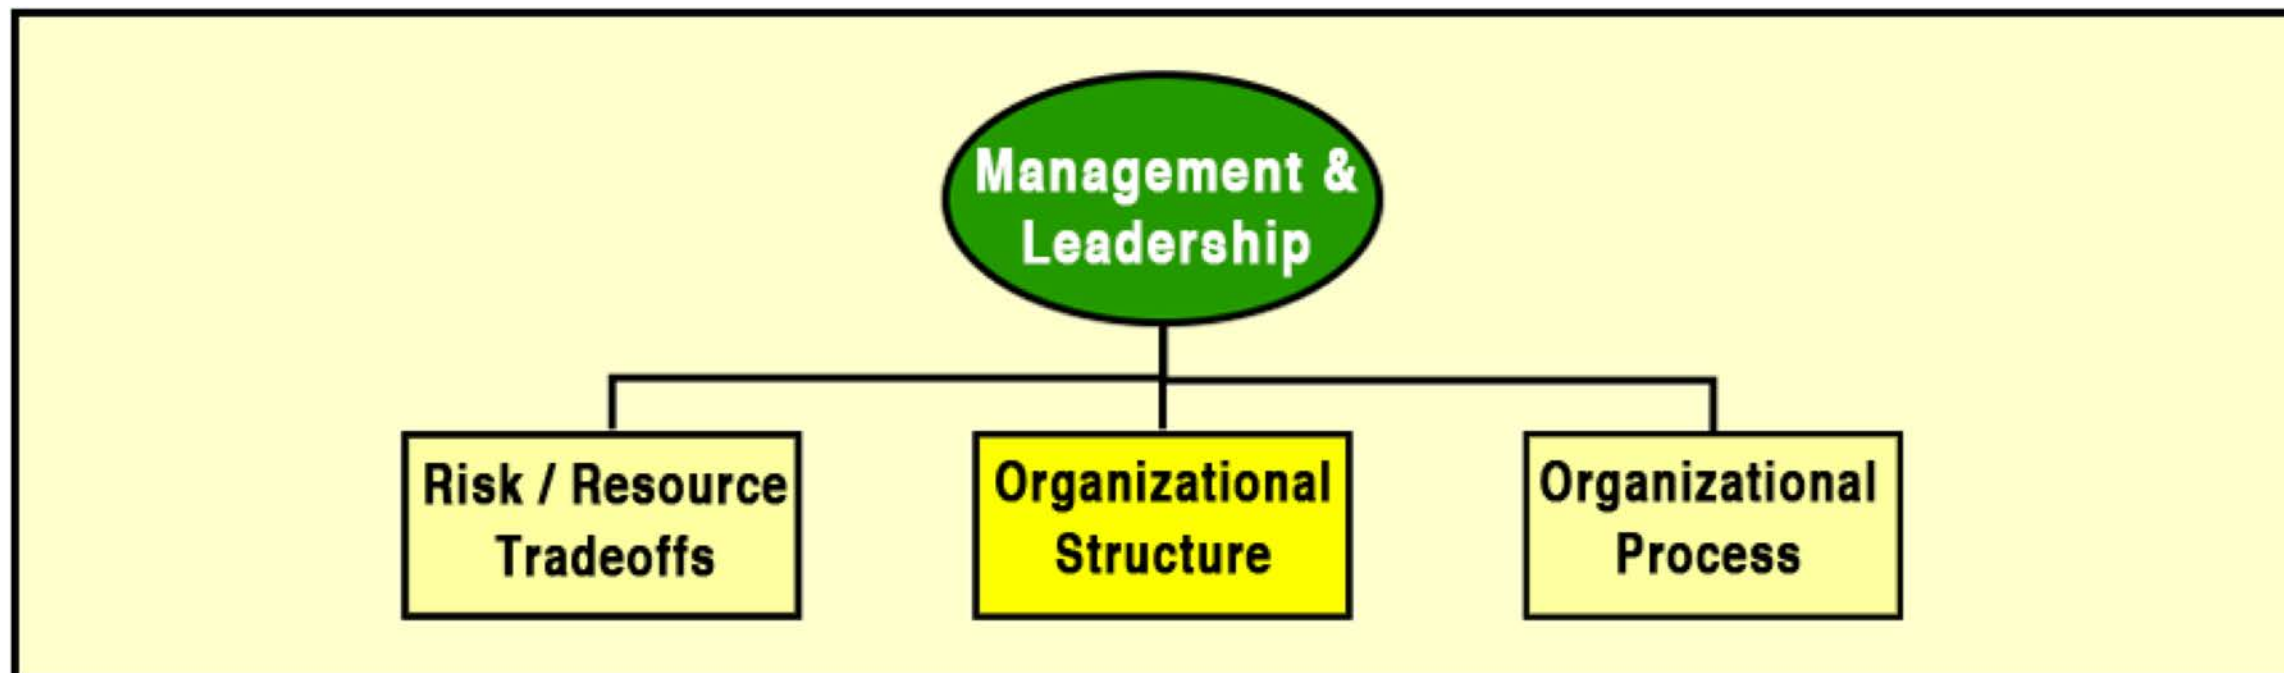 Management &
Leadership
Risk / Resource
Tradeoffs
Organizational
Structure
Organizational
Process